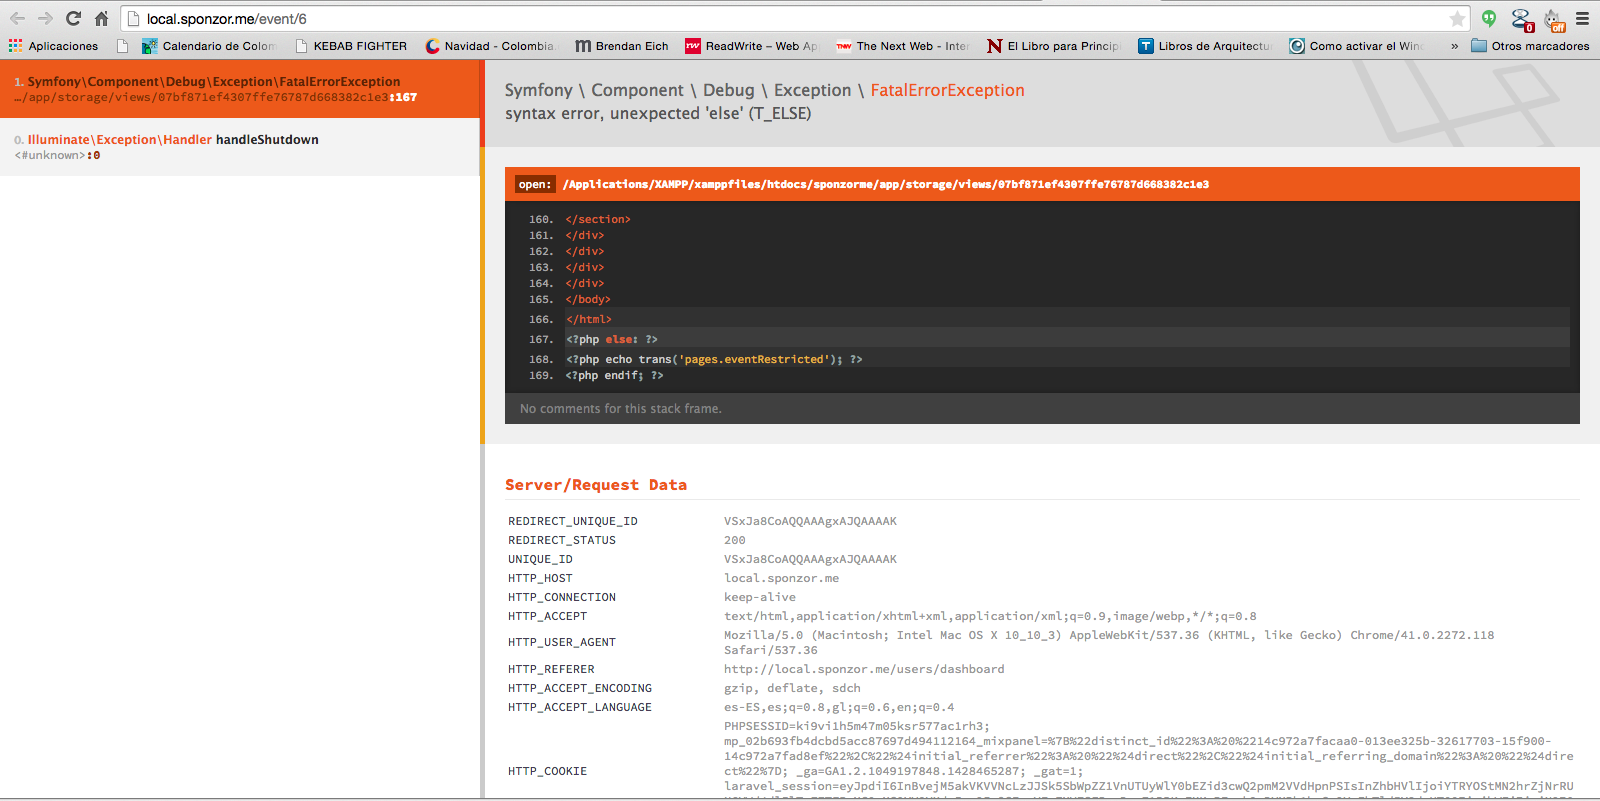 local.sponzor.me/event/6
Aplicaciones Calendario de Colom KEBAB FIGHTER Navidad - Colombia. Brendan Eich ReadWrite – Web Ap The Next Web - Inter El Libro para Princip Libros de Arquitectu Como activar el Win » Otros marcadores
0 off
1. Symfony\Component\Debug\Exception\FatalErrorException
…/app/storage/views/07bf871ef4307ffe76787d668382c1e3:167
0. Illuminate\Exception\Handler handleShutdown
<#unknown>:0
Symfony \ Component \ Debug \ Exception \ FatalErrorException
syntax error, unexpected 'else' (T_ELSE)
open: /Applications/XAMPP/xamppfiles/htdocs/sponzorme/app/storage/views/07bf871ef4307ffe76787d668382c1e3
160. </section>
161. </div>
162. </div>
163. </div>
164. </div>
165. </body>
166. </html>
167. <?php else: ?>
168. <?php echo trans('pages.eventRestricted'); ?>
169. <?php endif; ?>
No comments for this stack frame.
Server/Request Data
REDIRECT_UNIQUE_ID VSxJa8CoAQQAAAgxAJQAAAAK
REDIRECT_STATUS 200
UNIQUE_ID VSxJa8CoAQQAAAgxAJQAAAAK
HTTP_HOST local.sponzor.me
HTTP_CONNECTION keep-alive
HTTP_ACCEPT text/html,application/xhtml+xml,application/xml;q=0.9,image/webp,*/*;q=0.8
HTTP_USER_AGENT Mozilla/5.0 (Macintosh; Intel Mac OS X 10_10_3) AppleWebKit/537.36 (KHTML, like Gecko) Chrome/41.0.2272.118
Safari/537.36
HTTP_REFERER http://local.sponzor.me/users/dashboard
HTTP_ACCEPT_ENCODING gzip, deflate, sdch
HTTP_ACCEPT_LANGUAGE es-ES,es;q=0.8,gl;q=0.6,en;q=0.4
HTTP_COOKIE PHPSESSID=ki9vi1h5m47m05ksr577ac1rh3;
mp_02b693fb4dcbd5acc87697d494112164_mixpanel=%7B%22distinct_id%22%3A%20%2214c972a7facaa0-013ee325b-32617703-15f900-
14c972a7fad8ef%22%2C%22%24initial_referrer%22%3A%20%22%24direct%22%2C%22%24initial_referring_domain%22%3A%20%22%24dire
ct%22%7D; _ga=GA1.2.1049197848.1428465287; _gat=1;
laravel_session=eyJpdiI6InBvejM5akVKVVNcLzJJSk5SbWpZZ1VnUTUyWlY0bEZid3cwQ2pmM2VVdHpnPSIsInZhbHVlIjoiYTRYOStMN2hrZjNrRU